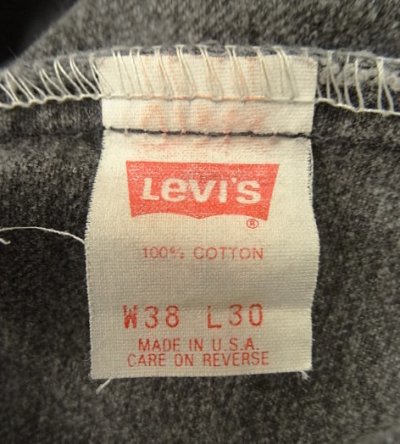 Levi's
®
100% COTTON
W38 L30
MADE IN U.S.A.
CARE ON REVERSE